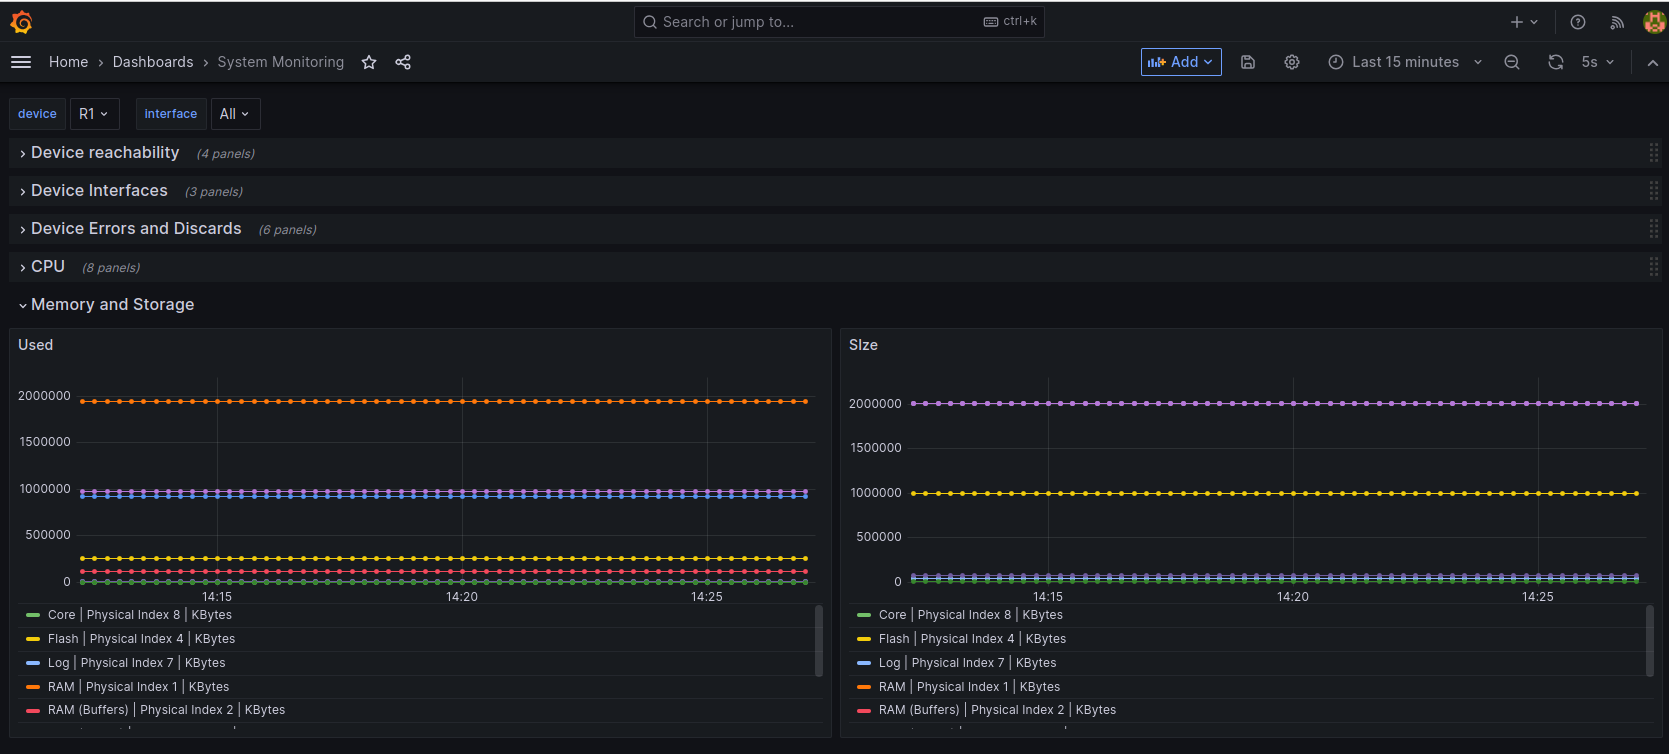 Search or jump to... ctrl+k
Home › Dashboards › System Monitoring Add Last 15 minutes 5s
device R1 interface All
Device reachability (4 panels)
Device Interfaces (3 panels)
Device Errors and Discards (6 panels)
CPU (8 panels)
Memory and Storage
Used
2000000
1500000
1000000
500000
0
14:15 14:20 14:25
Core | Physical Index 8 | KBytes
Flash | Physical Index 4 | KBytes
Log | Physical Index 7 | KBytes
RAM | Physical Index 1 | KBytes
RAM (Buffers) | Physical Index 2 | KBytes
SIze
2000000
1500000
1000000
500000
0
14:15 14:20 14:25
Core | Physical Index 8 | KBytes
Flash | Physical Index 4 | KBytes
Log | Physical Index 7 | KBytes
RAM | Physical Index 1 | KBytes
RAM (Buffers) | Physical Index 2 | KBytes